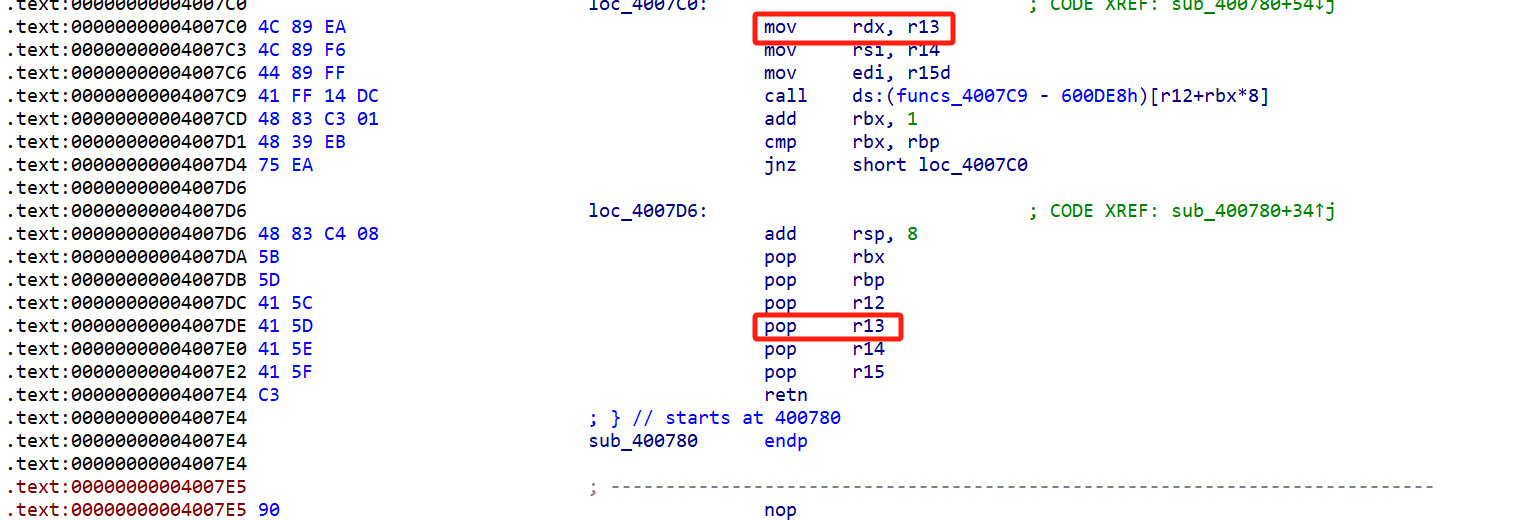 .text:00000000004007C0 loc_4007C0: ; CODE XREF: sub_400780+54↓j
.text:00000000004007C0 4C 89 EA mov rdx, r13
.text:00000000004007C3 4C 89 F6 mov rsi, r14
.text:00000000004007C6 44 89 FF mov edi, r15d
.text:00000000004007C9 41 FF 14 DC call ds:(funcs_4007C9 - 600DE8h)[r12+rbx*8]
.text:00000000004007CD 48 83 C3 01 add rbx, 1
.text:00000000004007D1 48 39 EB cmp rbx, rbp
.text:00000000004007D4 75 EA jnz short loc_4007C0
.text:00000000004007D6
.text:00000000004007D6 loc_4007D6: ; CODE XREF: sub_400780+34↑j
.text:00000000004007D6 48 83 C4 08 add rsp, 8
.text:00000000004007DA 5B pop rbx
.text:00000000004007DB 5D pop rbp
.text:00000000004007DC 41 5C pop r12
.text:00000000004007DE 41 5D pop r13
.text:00000000004007E0 41 5E pop r14
.text:00000000004007E2 41 5F pop r15
.text:00000000004007E4 C3 retn
.text:00000000004007E4 ; } // starts at 400780
.text:00000000004007E4 sub_400780 endp
.text:00000000004007E4
.text:00000000004007E5 ; ---------------------------------------------------------------------------
.text:00000000004007E5 90 nop